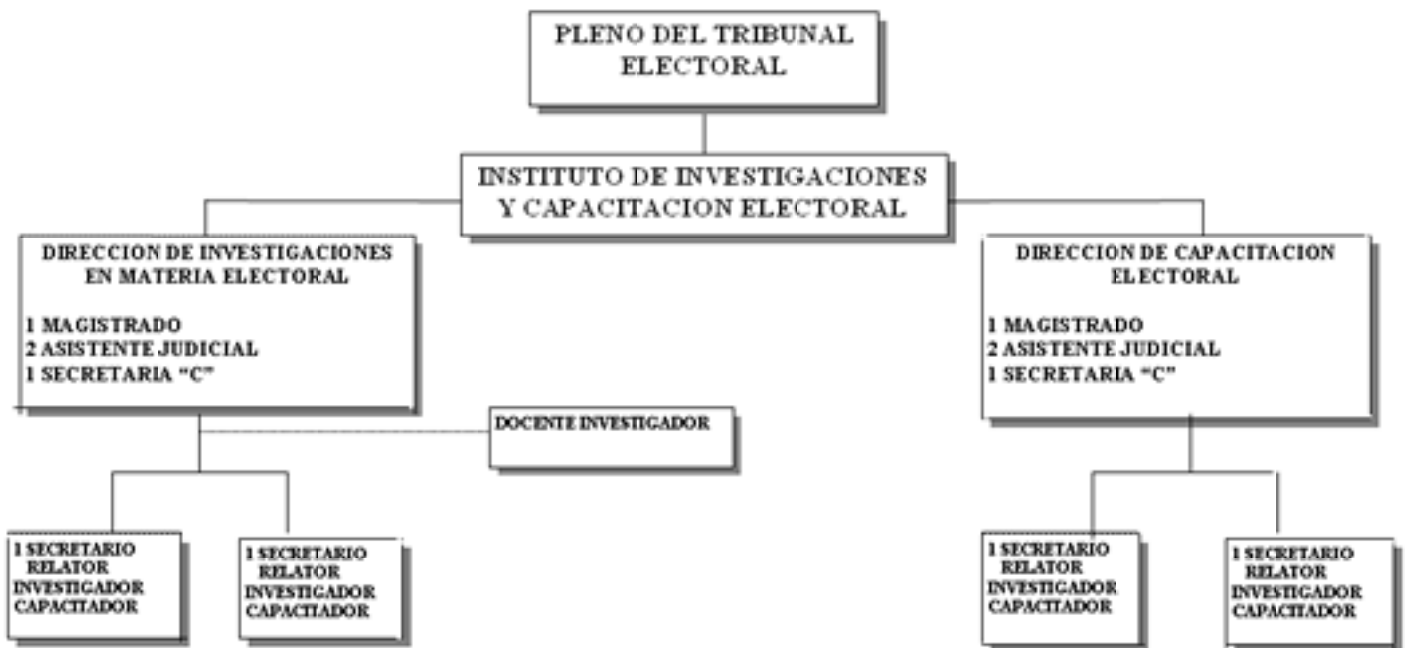 PLENO DEL TRIBUNAL
ELECTORAL
INSTITUTO DE INVESTIGACIONES
Y CAPACITACION ELECTORAL
DIRECCION DE INVESTIGACIONES
EN MATERIA ELECTORAL
1 MAGISTRADO
2 ASISTENTE JUDICIAL
1 SECRETARIA “C”
DIRECCION DE CAPACITACION
ELECTORAL
1 MAGISTRADO
2 ASISTENTE JUDICIAL
1 SECRETARIA “C”
DOCENTE INVESTIGADOR
1 SECRETARIO
RELATOR
INVESTIGADOR
CAPACITADOR
1 SECRETARIO
RELATOR
INVESTIGADOR
CAPACITADOR
1 SECRETARIO
RELATOR
INVESTIGADOR
CAPACITADOR
1 SECRETARIO
RELATOR
INVESTIGADOR
CAPACITADOR